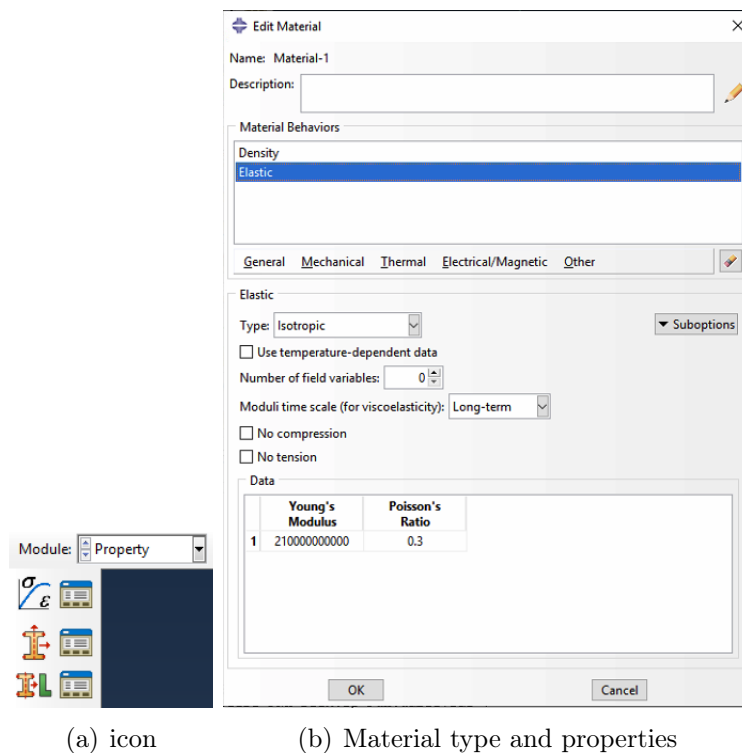 Edit Material
Name: Material-1
Description:
Material Behaviors
Density
Elastic
General Mechanical Thermal Electrical/Magnetic Other
Elastic
Type: Isotropic
Suboptions
Use temperature-dependent data
Number of field variables: 0
Moduli time scale (for viscoelasticity): Long-term
No compression
No tension
Data
Young's Modulus
Poisson's Ratio
1 210000000000 0.3
OK Cancel
Module: Property
σ
ε
L
(a) icon
(b) Material type and properties